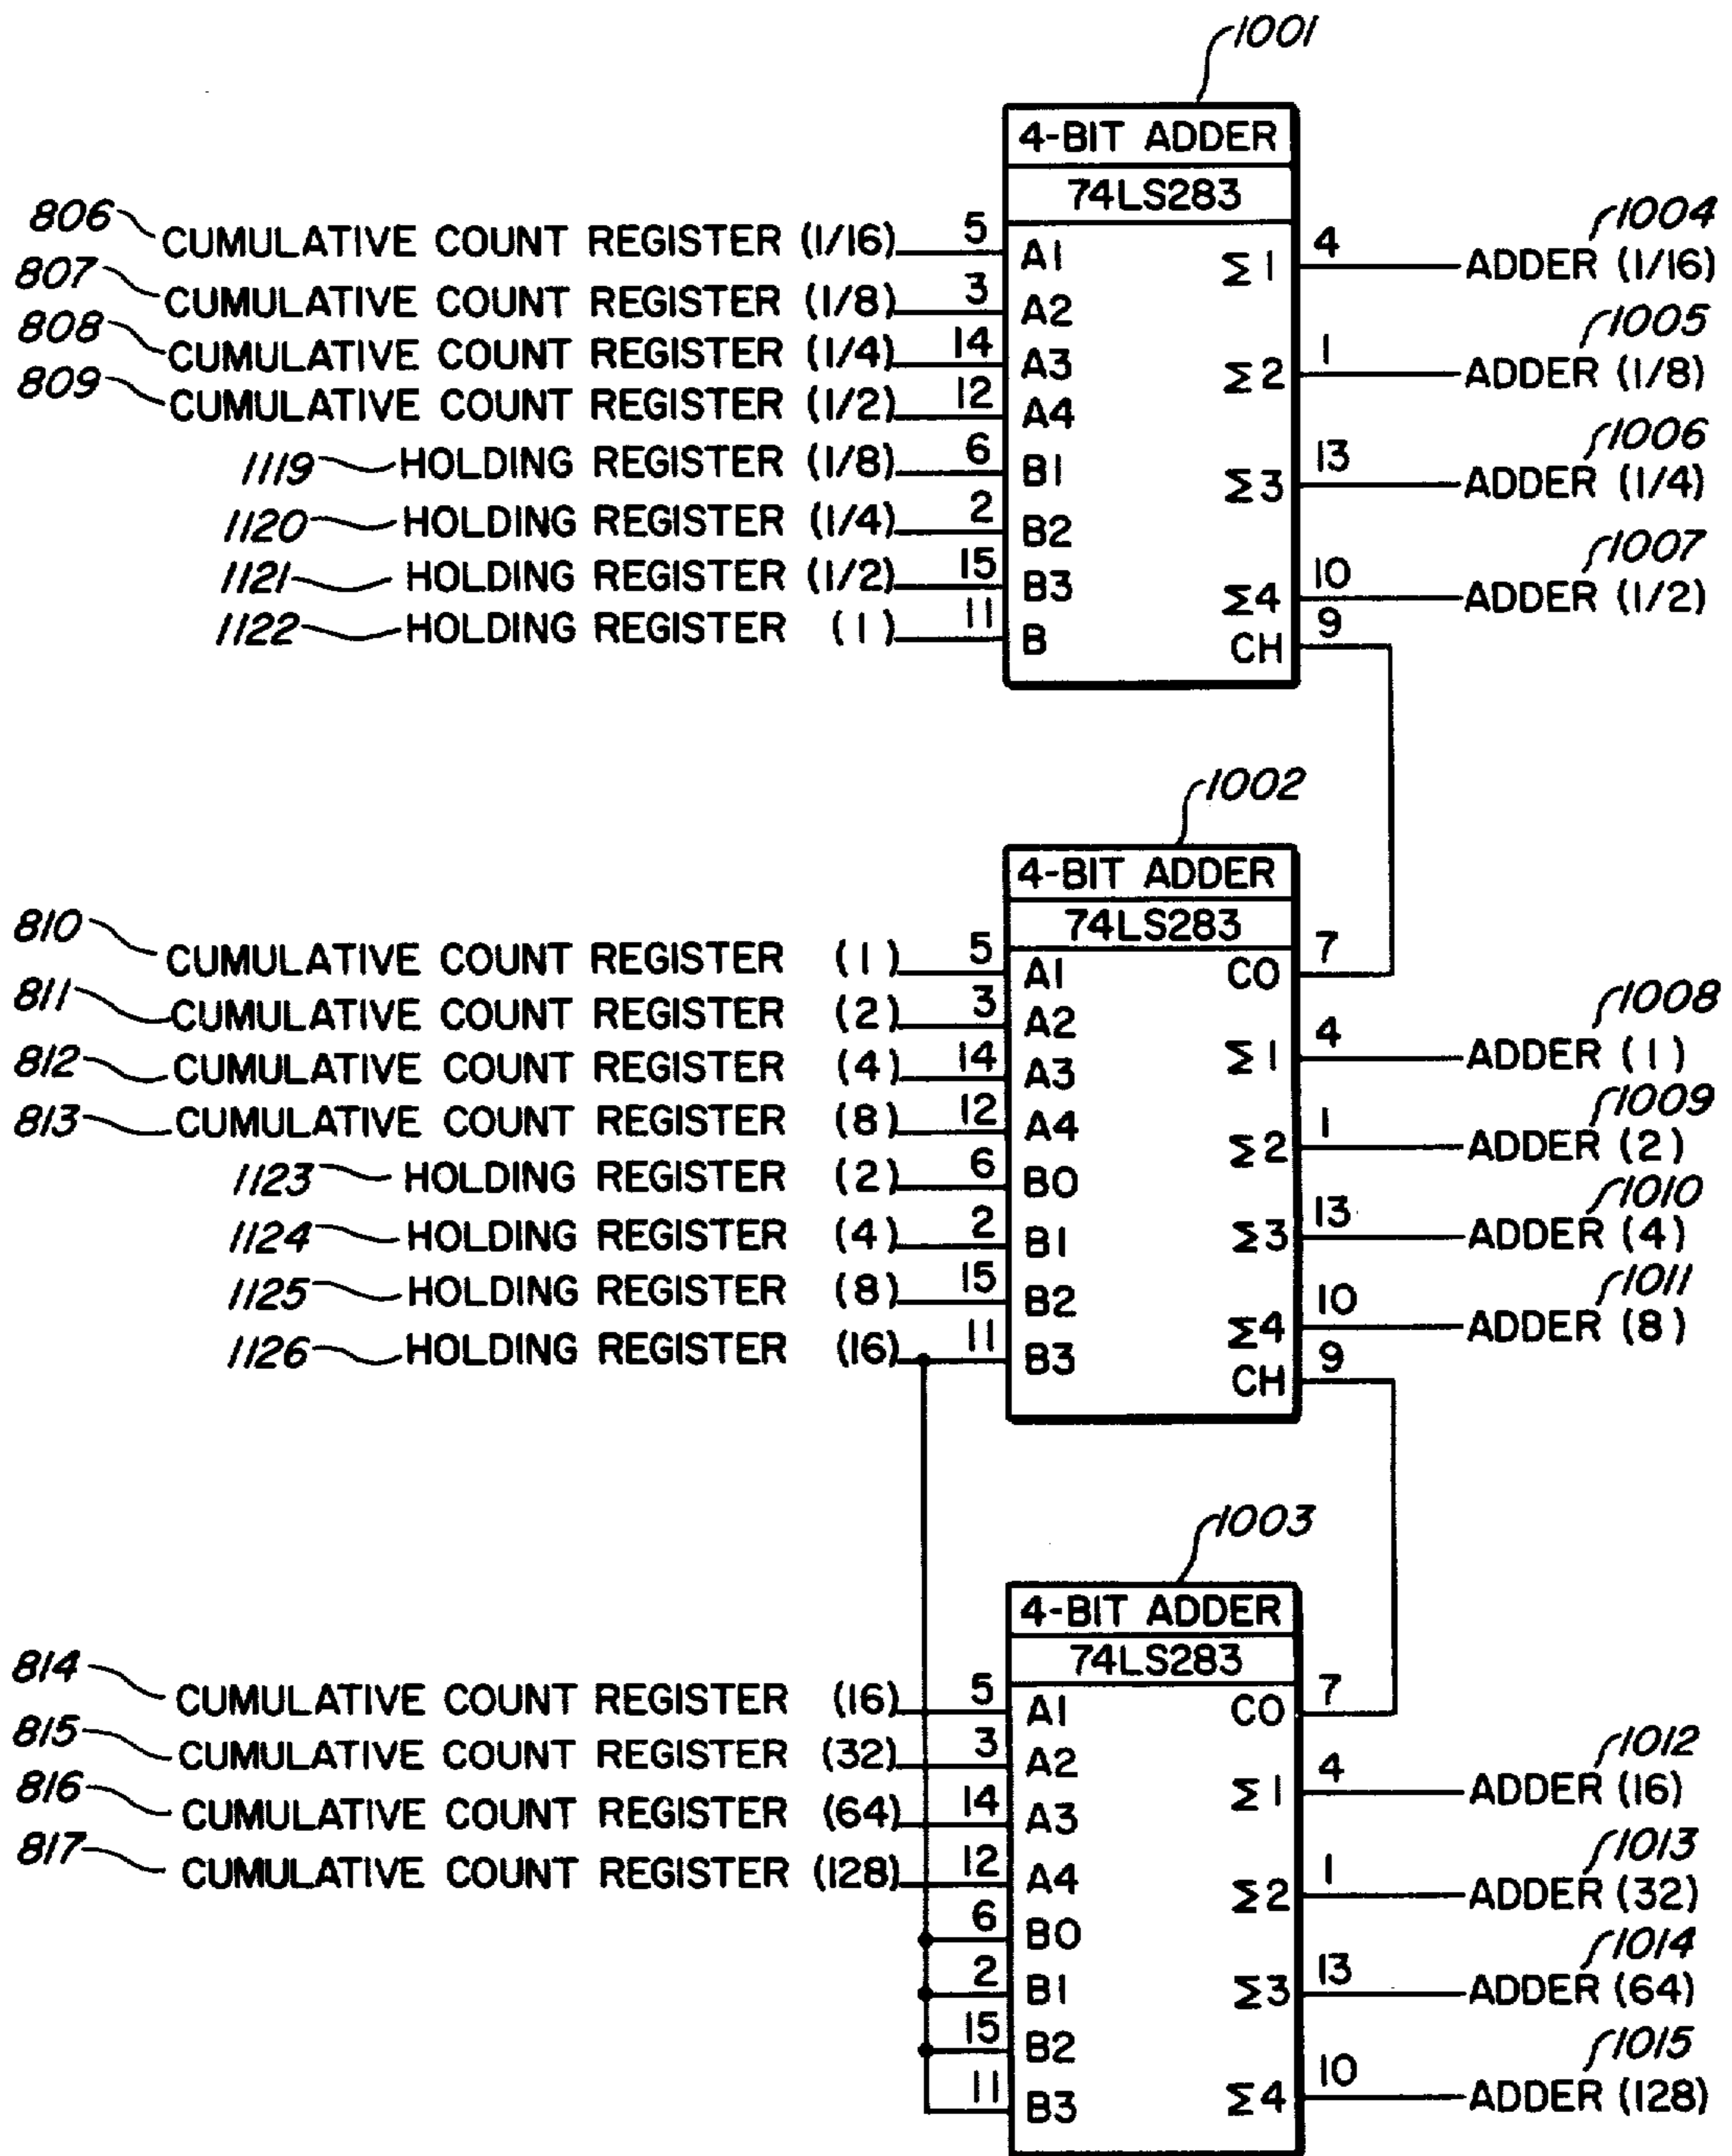 1001
4-BIT ADDER
74LS283
806 CUMULATIVE COUNT REGISTER (1/16) 5 A1
807 CUMULATIVE COUNT REGISTER (1/8) 3 A2
808 CUMULATIVE COUNT REGISTER (1/4) 14 A3
809 CUMULATIVE COUNT REGISTER (1/2) 12 A4
1119 HOLDING REGISTER (1/8) 6 B1
1120 HOLDING REGISTER (1/4) 2 B2
1121 HOLDING REGISTER (1/2) 15 B3
1122 HOLDING REGISTER (1) 11 B
Σ1 4 ADDER (1/16) 1004
Σ2 1 ADDER (1/8) 1005
Σ3 13 ADDER (1/4) 1006
Σ4 10 ADDER (1/2) 1007
CH 9
1002
4-BIT ADDER
74LS283
810 CUMULATIVE COUNT REGISTER (1) 5 A1
811 CUMULATIVE COUNT REGISTER (2) 3 A2
812 CUMULATIVE COUNT REGISTER (4) 14 A3
813 CUMULATIVE COUNT REGISTER (8) 12 A4
1123 HOLDING REGISTER (2) 6 B0
1124 HOLDING REGISTER (4) 2 B1
1125 HOLDING REGISTER (8) 15 B2
1126 HOLDING REGISTER (16) 11 B3
CO 7
Σ1 4 ADDER (1) 1008
Σ2 1 ADDER (2) 1009
Σ3 13 ADDER (4) 1010
Σ4 10 ADDER (8) 1011
CH 9
1003
4-BIT ADDER
74LS283
814 CUMULATIVE COUNT REGISTER (16) 5 A1
815 CUMULATIVE COUNT REGISTER (32) 3 A2
816 CUMULATIVE COUNT REGISTER (64) 14 A3
817 CUMULATIVE COUNT REGISTER (128) 12 A4
6 B0
2 B1
15 B2
11 B3
CO 7
Σ1 4 ADDER (16) 1012
Σ2 1 ADDER (32) 1013
Σ3 13 ADDER (64) 1014
Σ4 10 ADDER (128) 1015